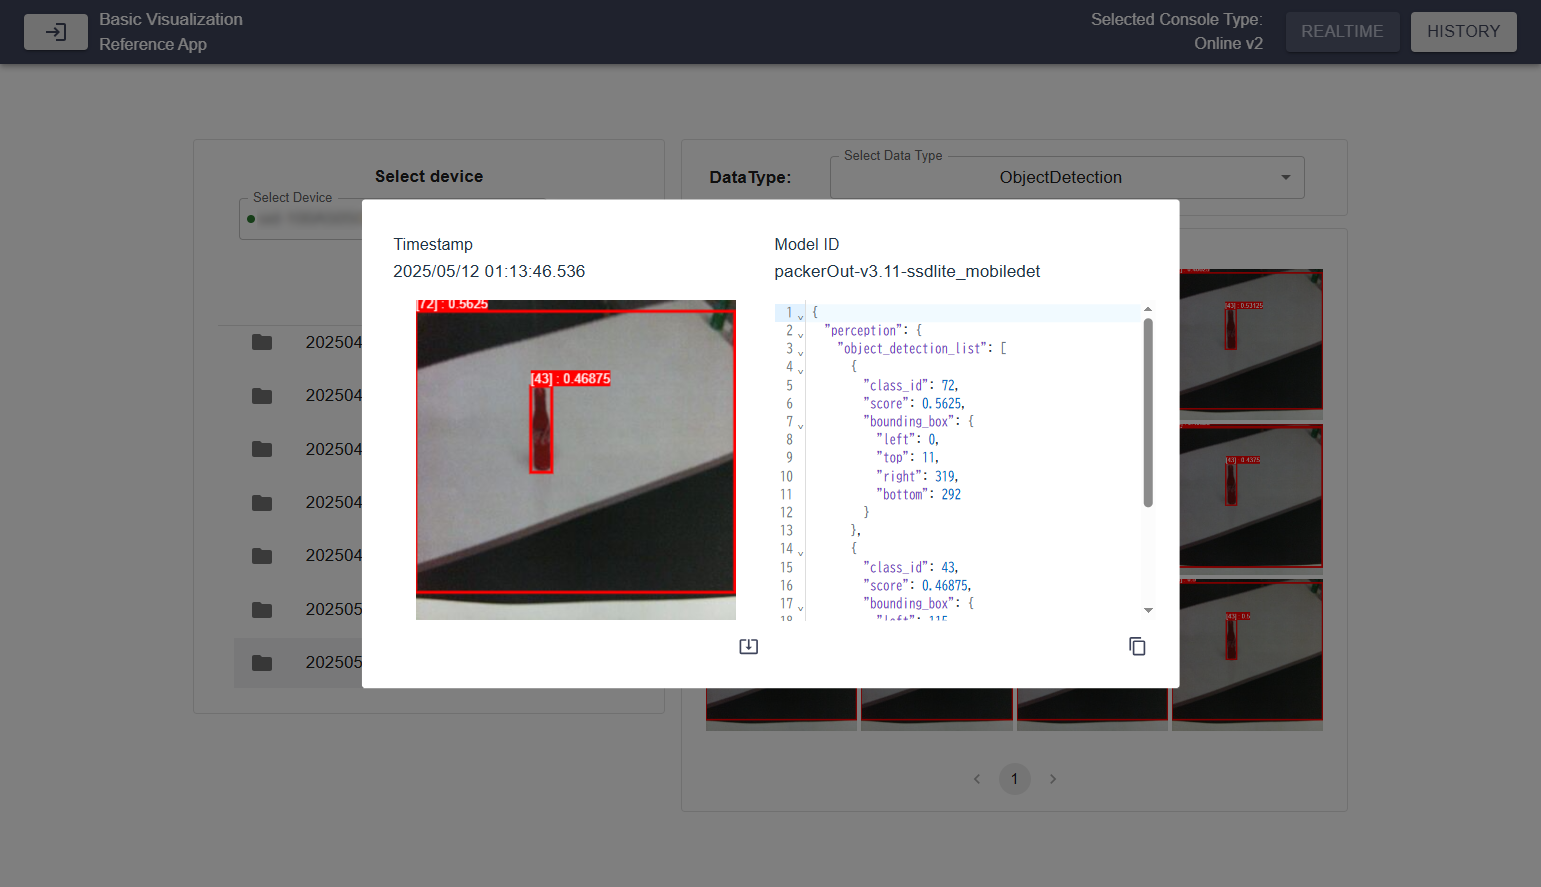 Basic Visualization
Reference App
Selected Console Type:
Online v2
REALTIME
HISTORY
Select device
Select Device
DataType:
Select Data Type
ObjectDetection
202504
202504
202504
202504
202504
202505
202505
Timestamp
2025/05/12 01:13:46.536
[72] : 0.5625
[43] : 0.46875
Model ID
packerOut-v3.11-ssdlite_mobiledet
1 {
2 "perception": {
3 "object_detection_list": [
4 {
5 "class_id": 72,
6 "score": 0.5625,
7 "bounding_box": {
8 "left": 0,
9 "top": 11,
10 "right": 319,
11 "bottom": 292
12 }
13 },
14 {
15 "class_id": 43,
16 "score": 0.46875,
17 "bounding_box": {
18 "left": 115,
[43] : 0.53125
[43] : 0.4375
[43] : 0.5
1